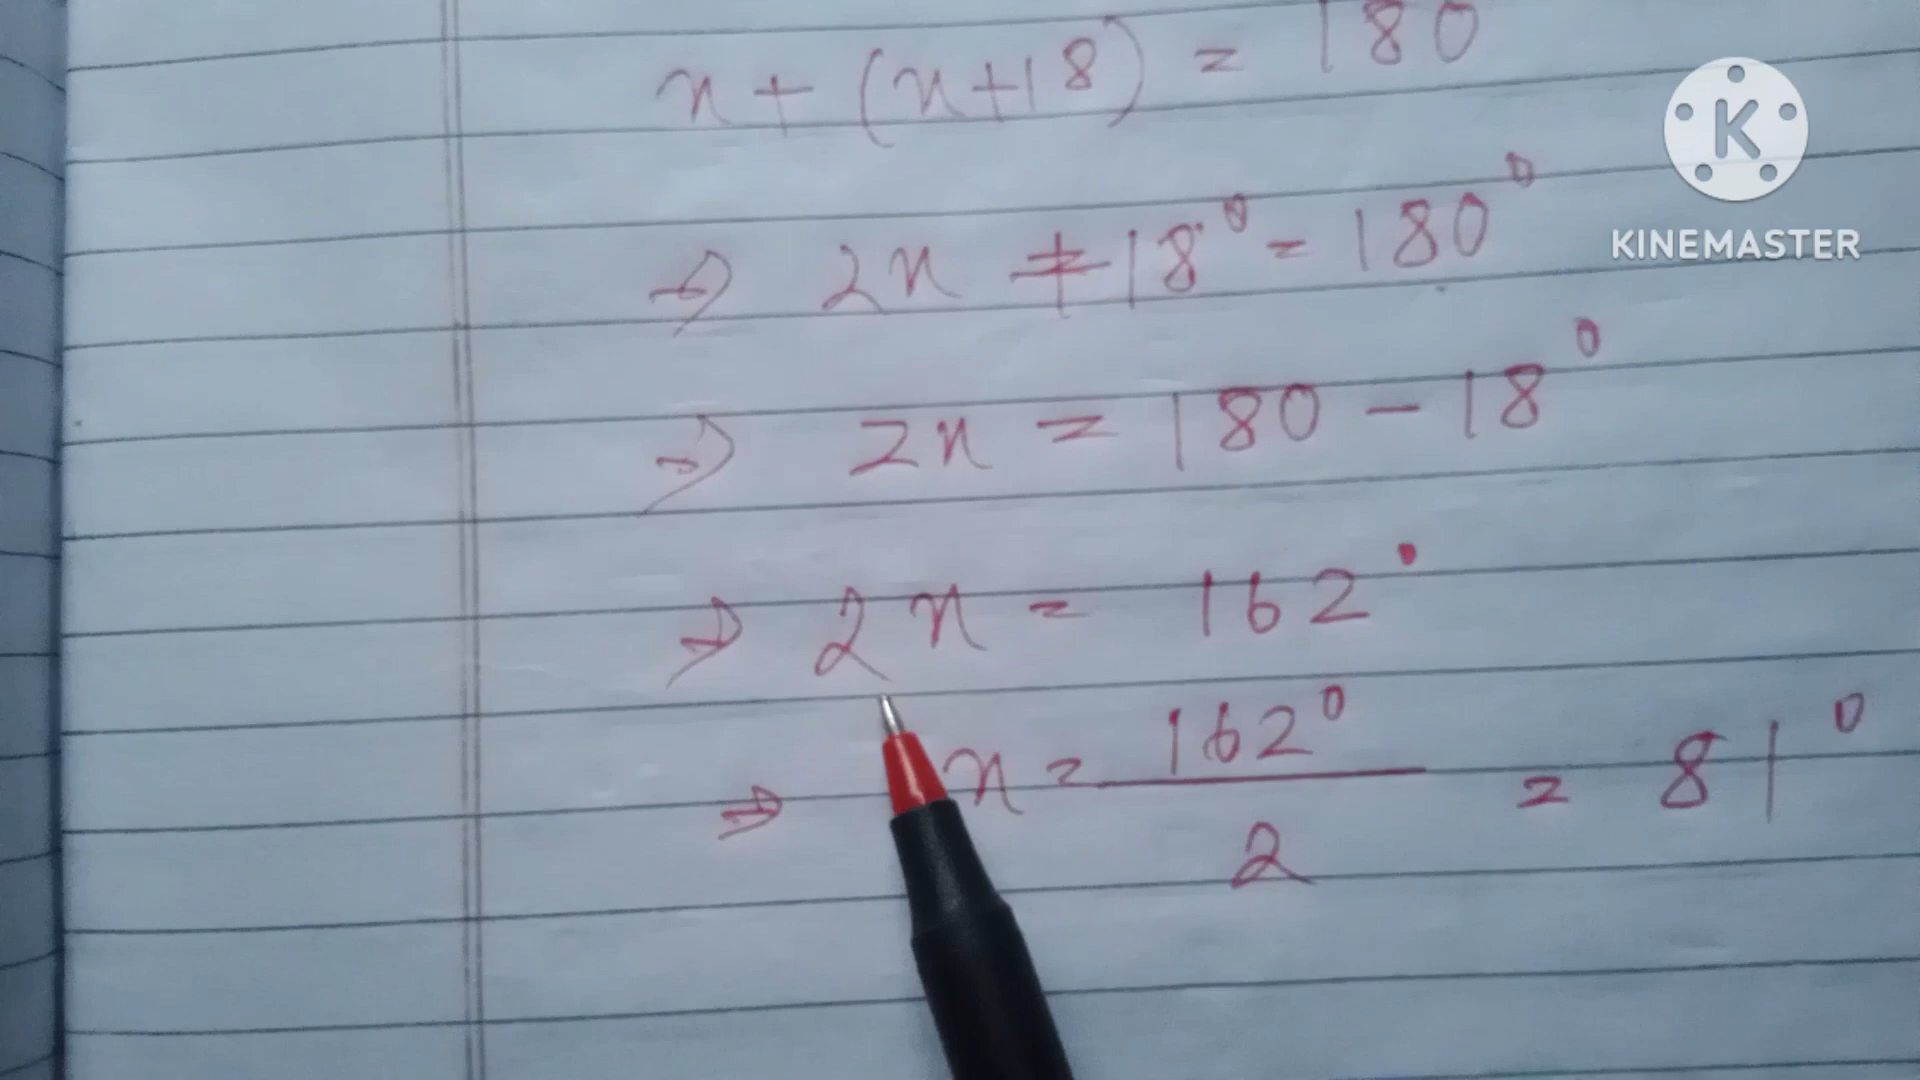 x + (x+18) = 180
K
KINEMASTER
⇒ 2x + 18° = 180°
⇒ 2x = 180 - 18°
⇒ 2x = 162°
⇒ x = 162°/2 = 81°